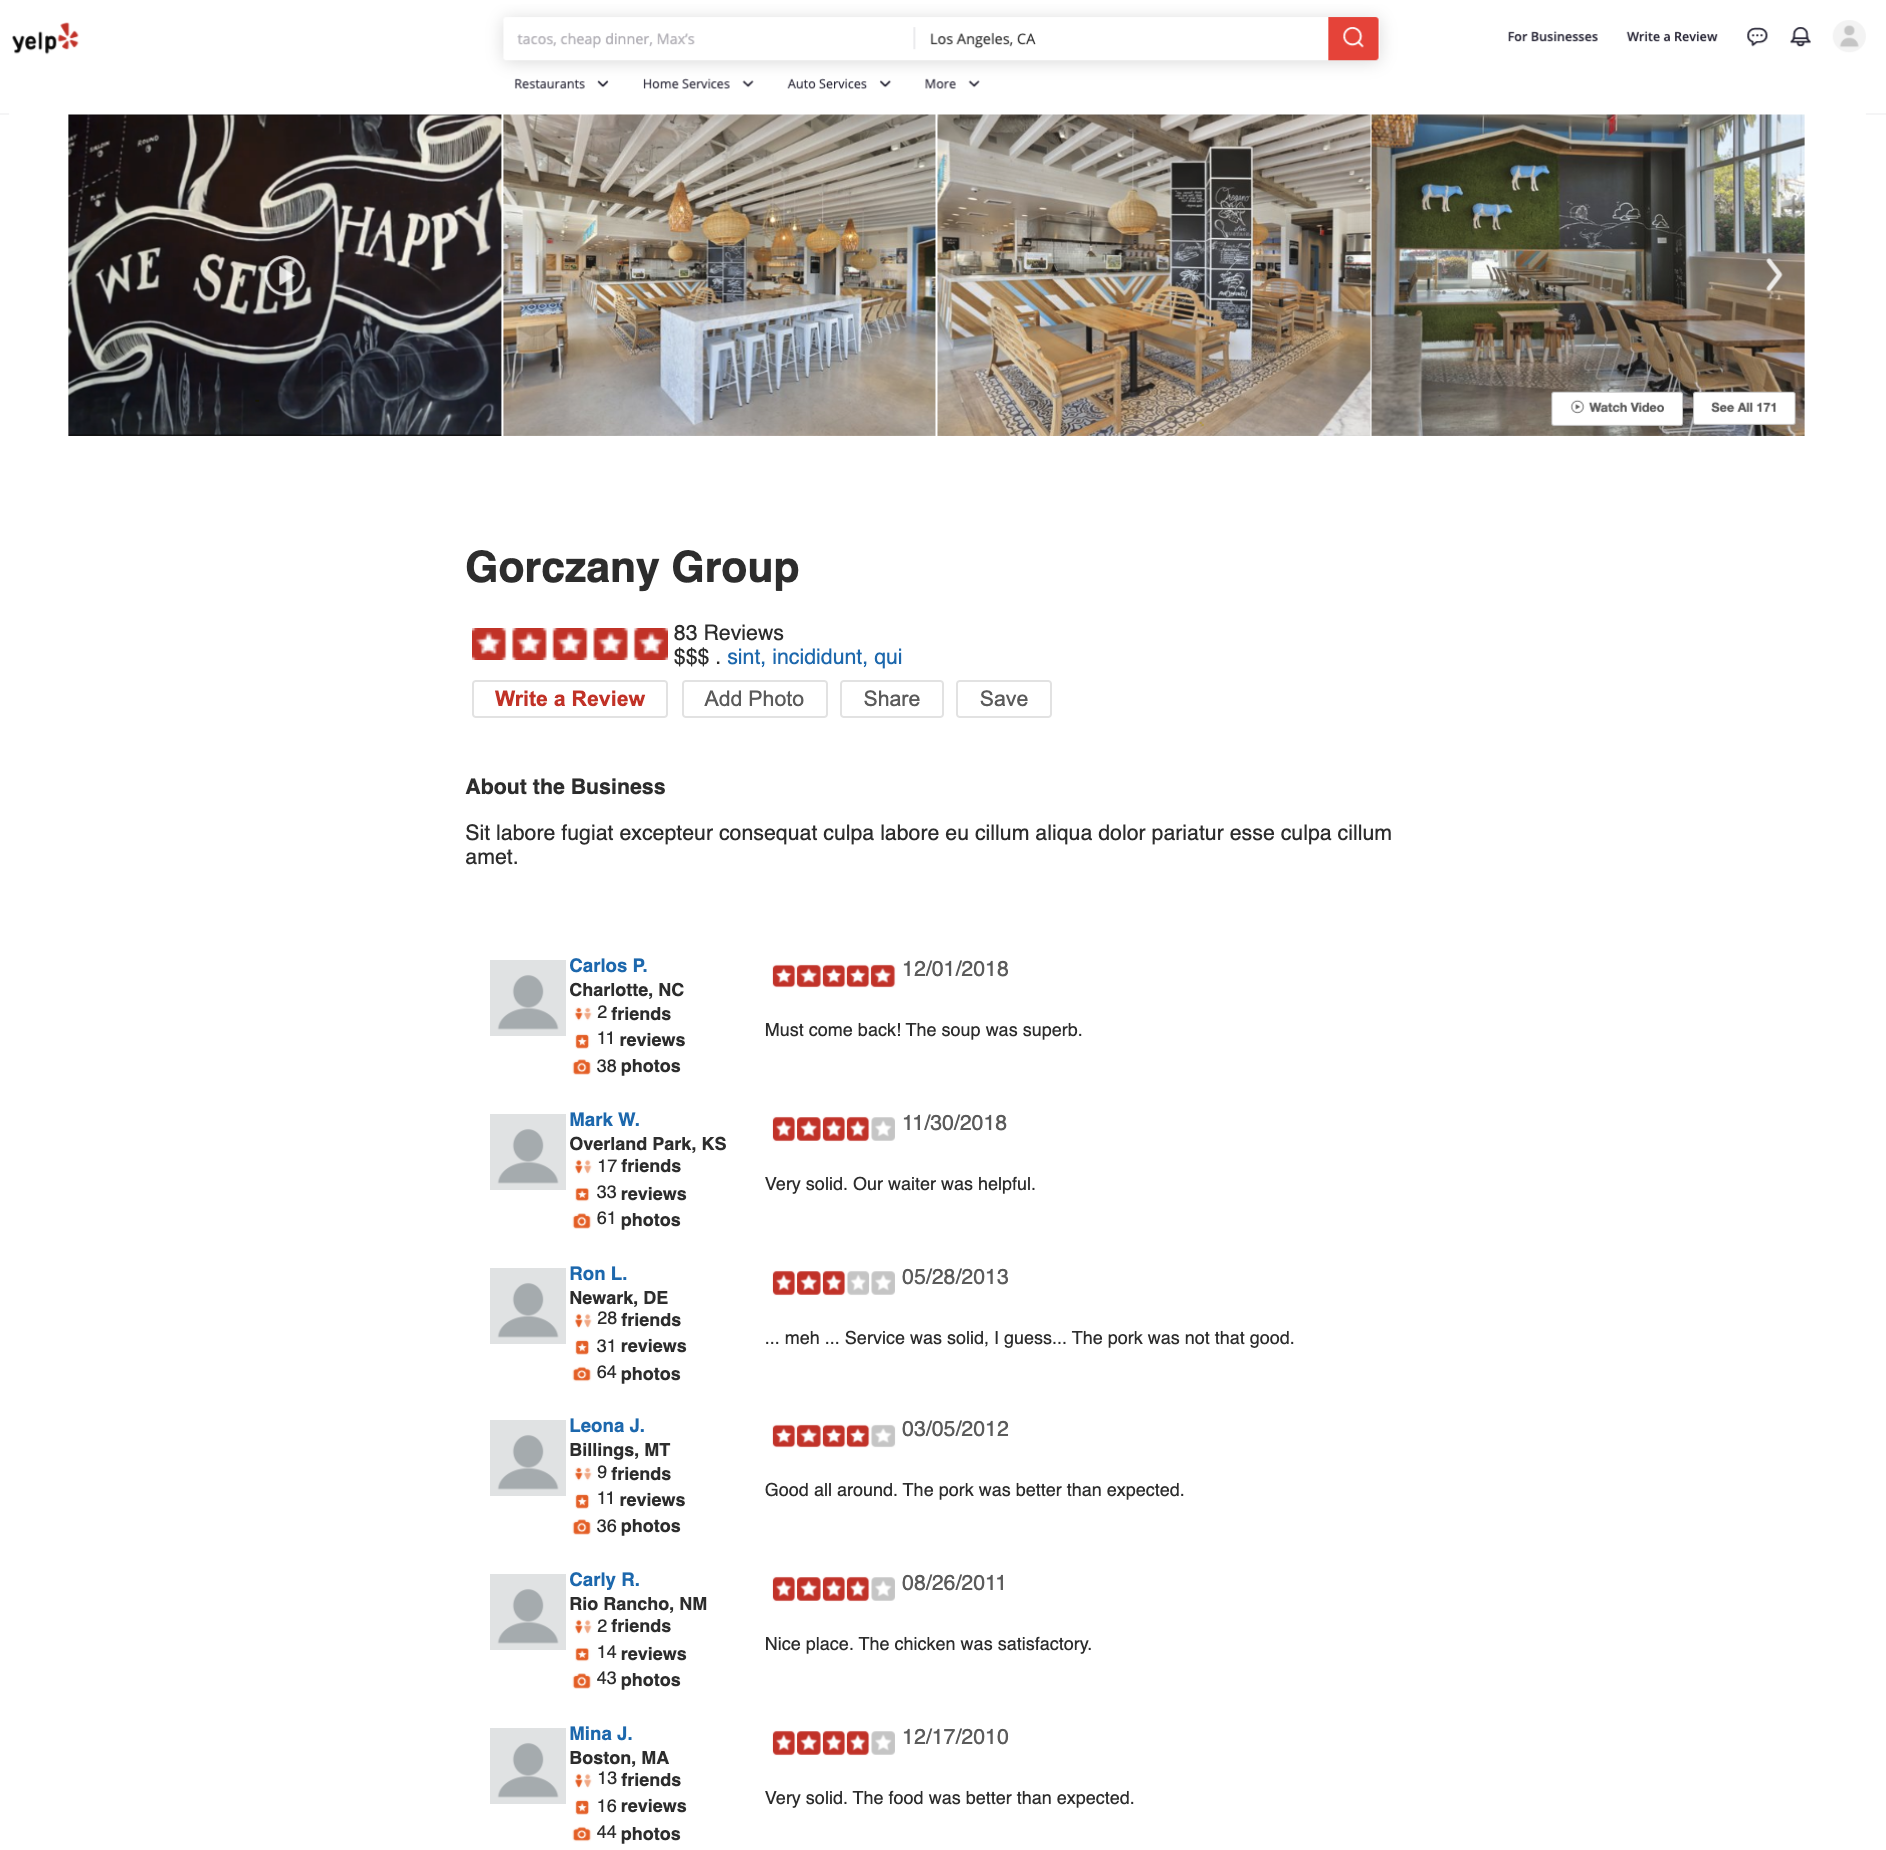 yelp
tacos, cheap dinner, Max's
Los Angeles, CA
For Businesses
Write a Review
Restaurants
Home Services
Auto Services
More
WE SELL HAPPY
Watch Video
See All 171
Gorczany Group
83 Reviews
$$$ . sint, incididunt, qui
Write a Review
Add Photo
Share
Save
About the Business
Sit labore fugiat excepteur consequat culpa labore eu cillum aliqua dolor pariatur esse culpa cillum
amet.
Carlos P.
Charlotte, NC
2 friends
11 reviews
38 photos
12/01/2018
Must come back! The soup was superb.
Mark W.
Overland Park, KS
17 friends
33 reviews
61 photos
11/30/2018
Very solid. Our waiter was helpful.
Ron L.
Newark, DE
28 friends
31 reviews
64 photos
05/28/2013
... meh ... Service was solid, I guess... The pork was not that good.
Leona J.
Billings, MT
9 friends
11 reviews
36 photos
03/05/2012
Good all around. The pork was better than expected.
Carly R.
Rio Rancho, NM
2 friends
14 reviews
43 photos
08/26/2011
Nice place. The chicken was satisfactory.
Mina J.
Boston, MA
13 friends
16 reviews
44 photos
12/17/2010
Very solid. The food was better than expected.